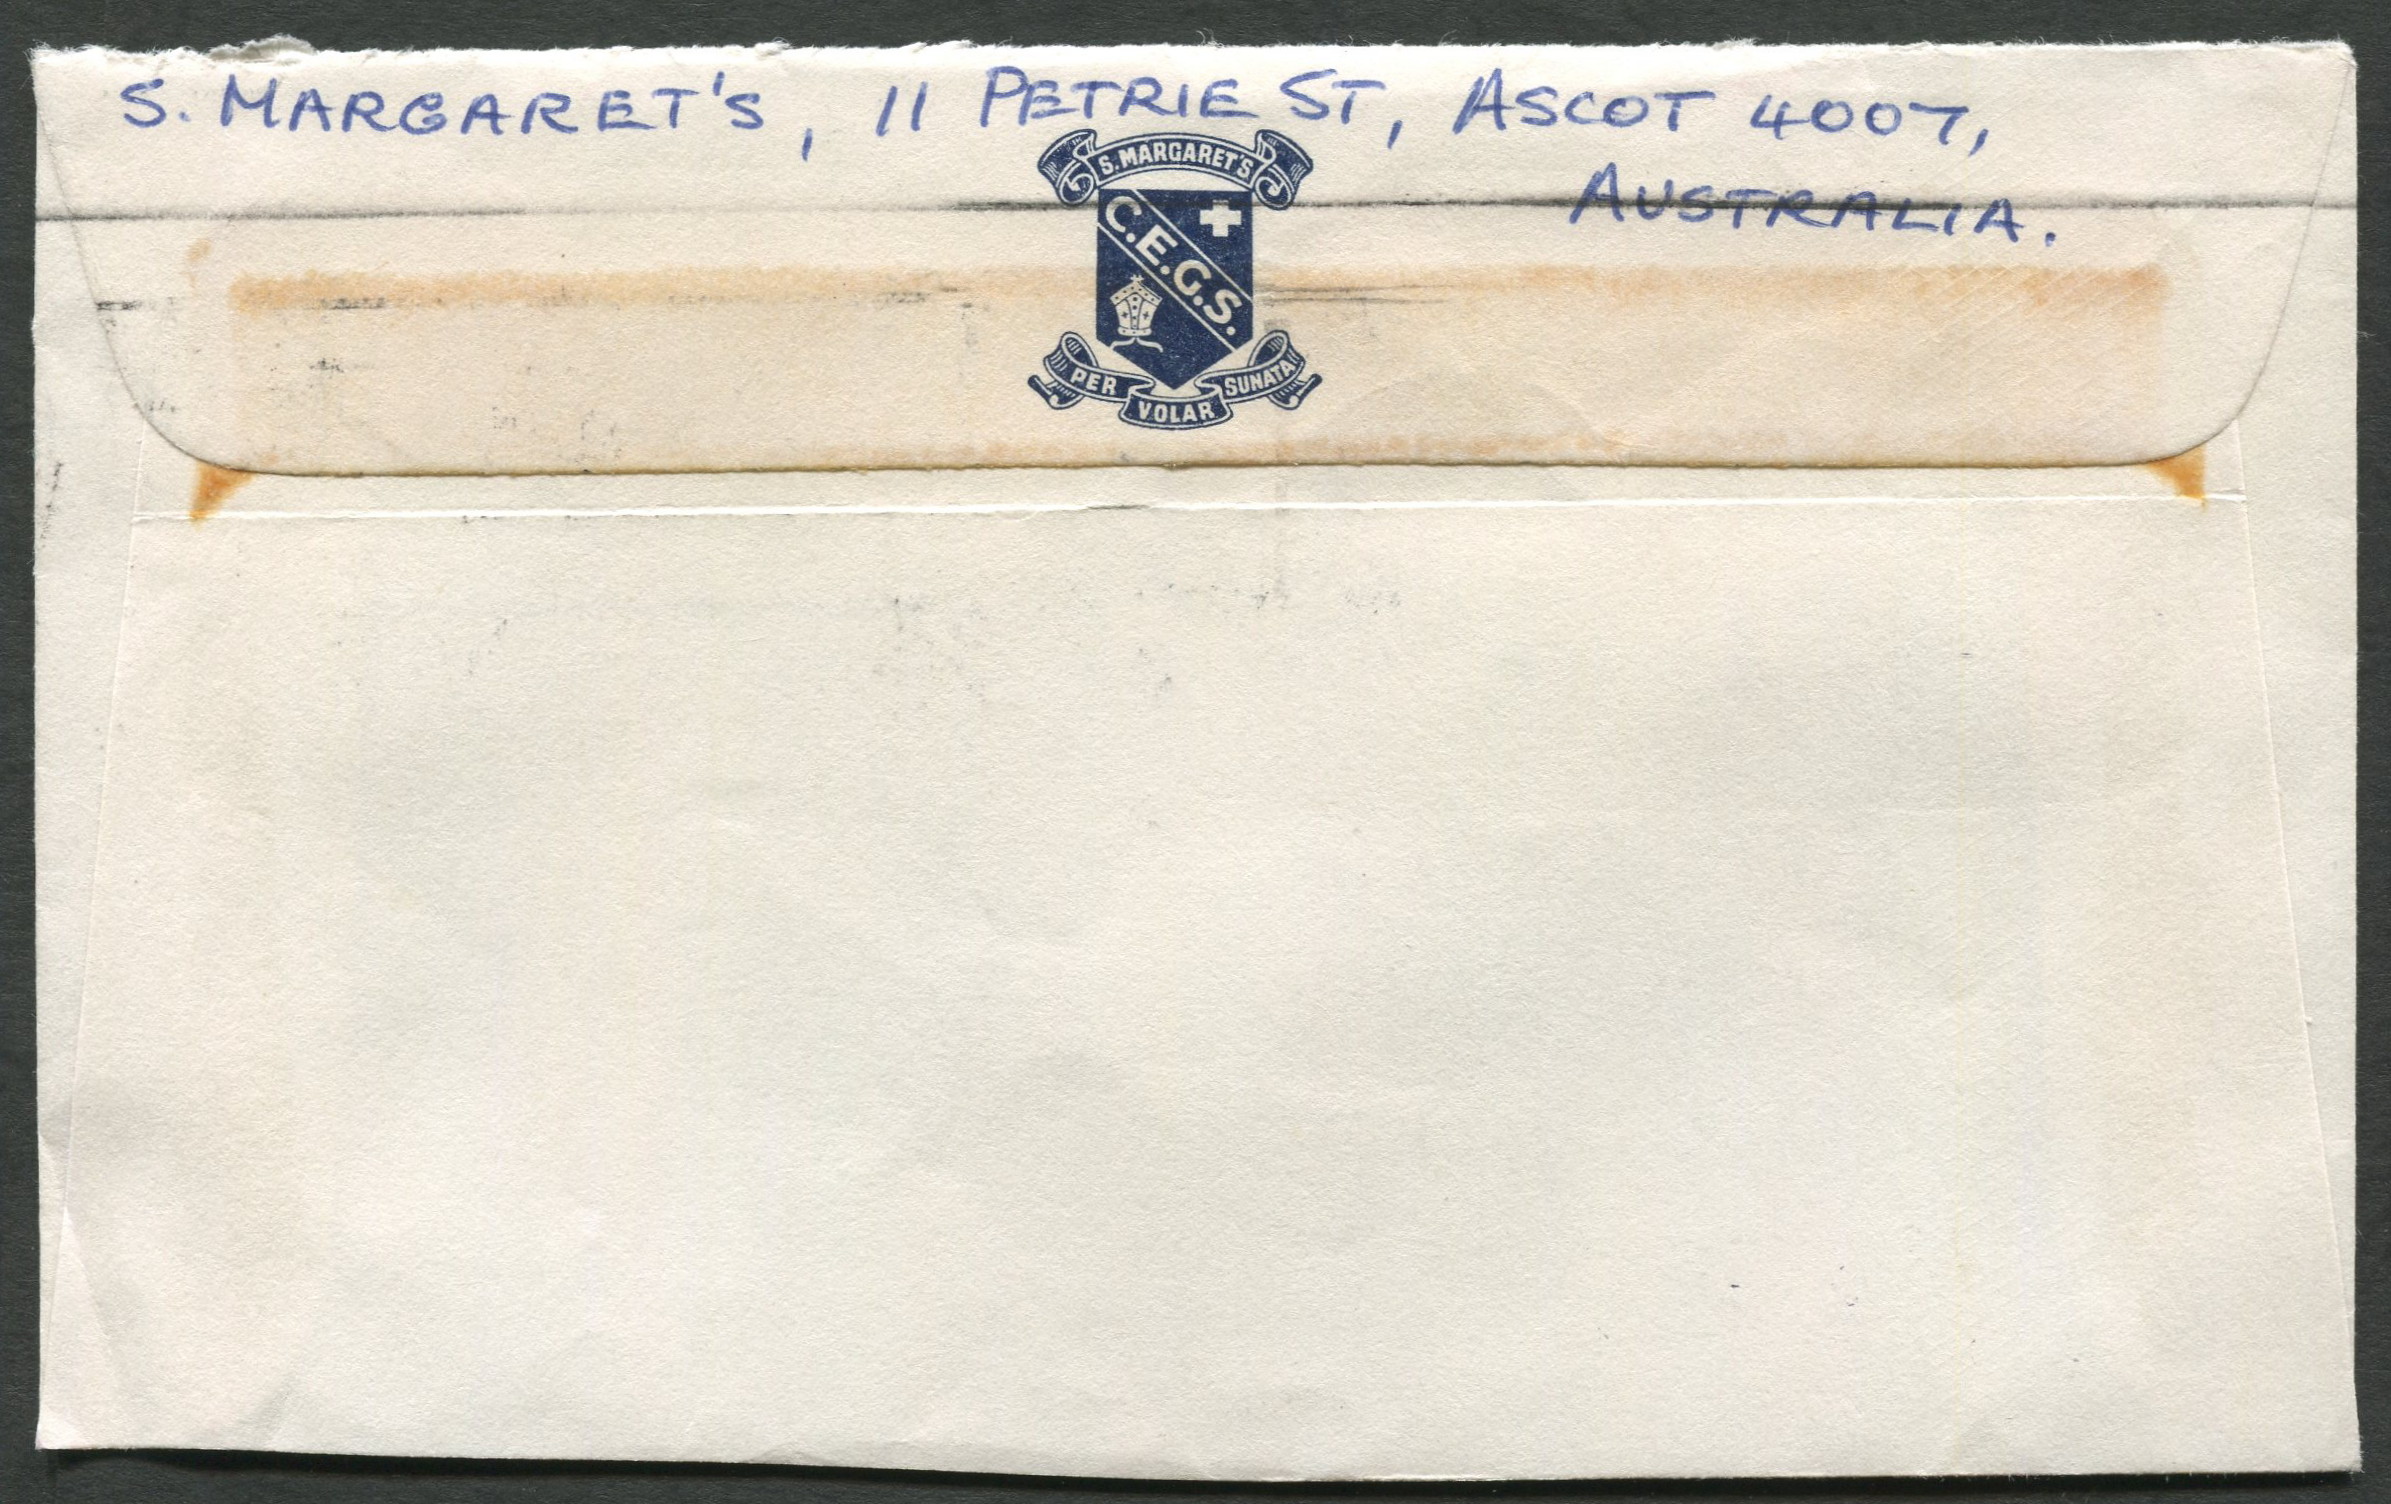 S. MARGARET'S, 11 PETRIE ST, ASCOT 4007,
AUSTRALIA.
S. MARGARET'S
C.E.G.S.
PER VOLAR SUNATA